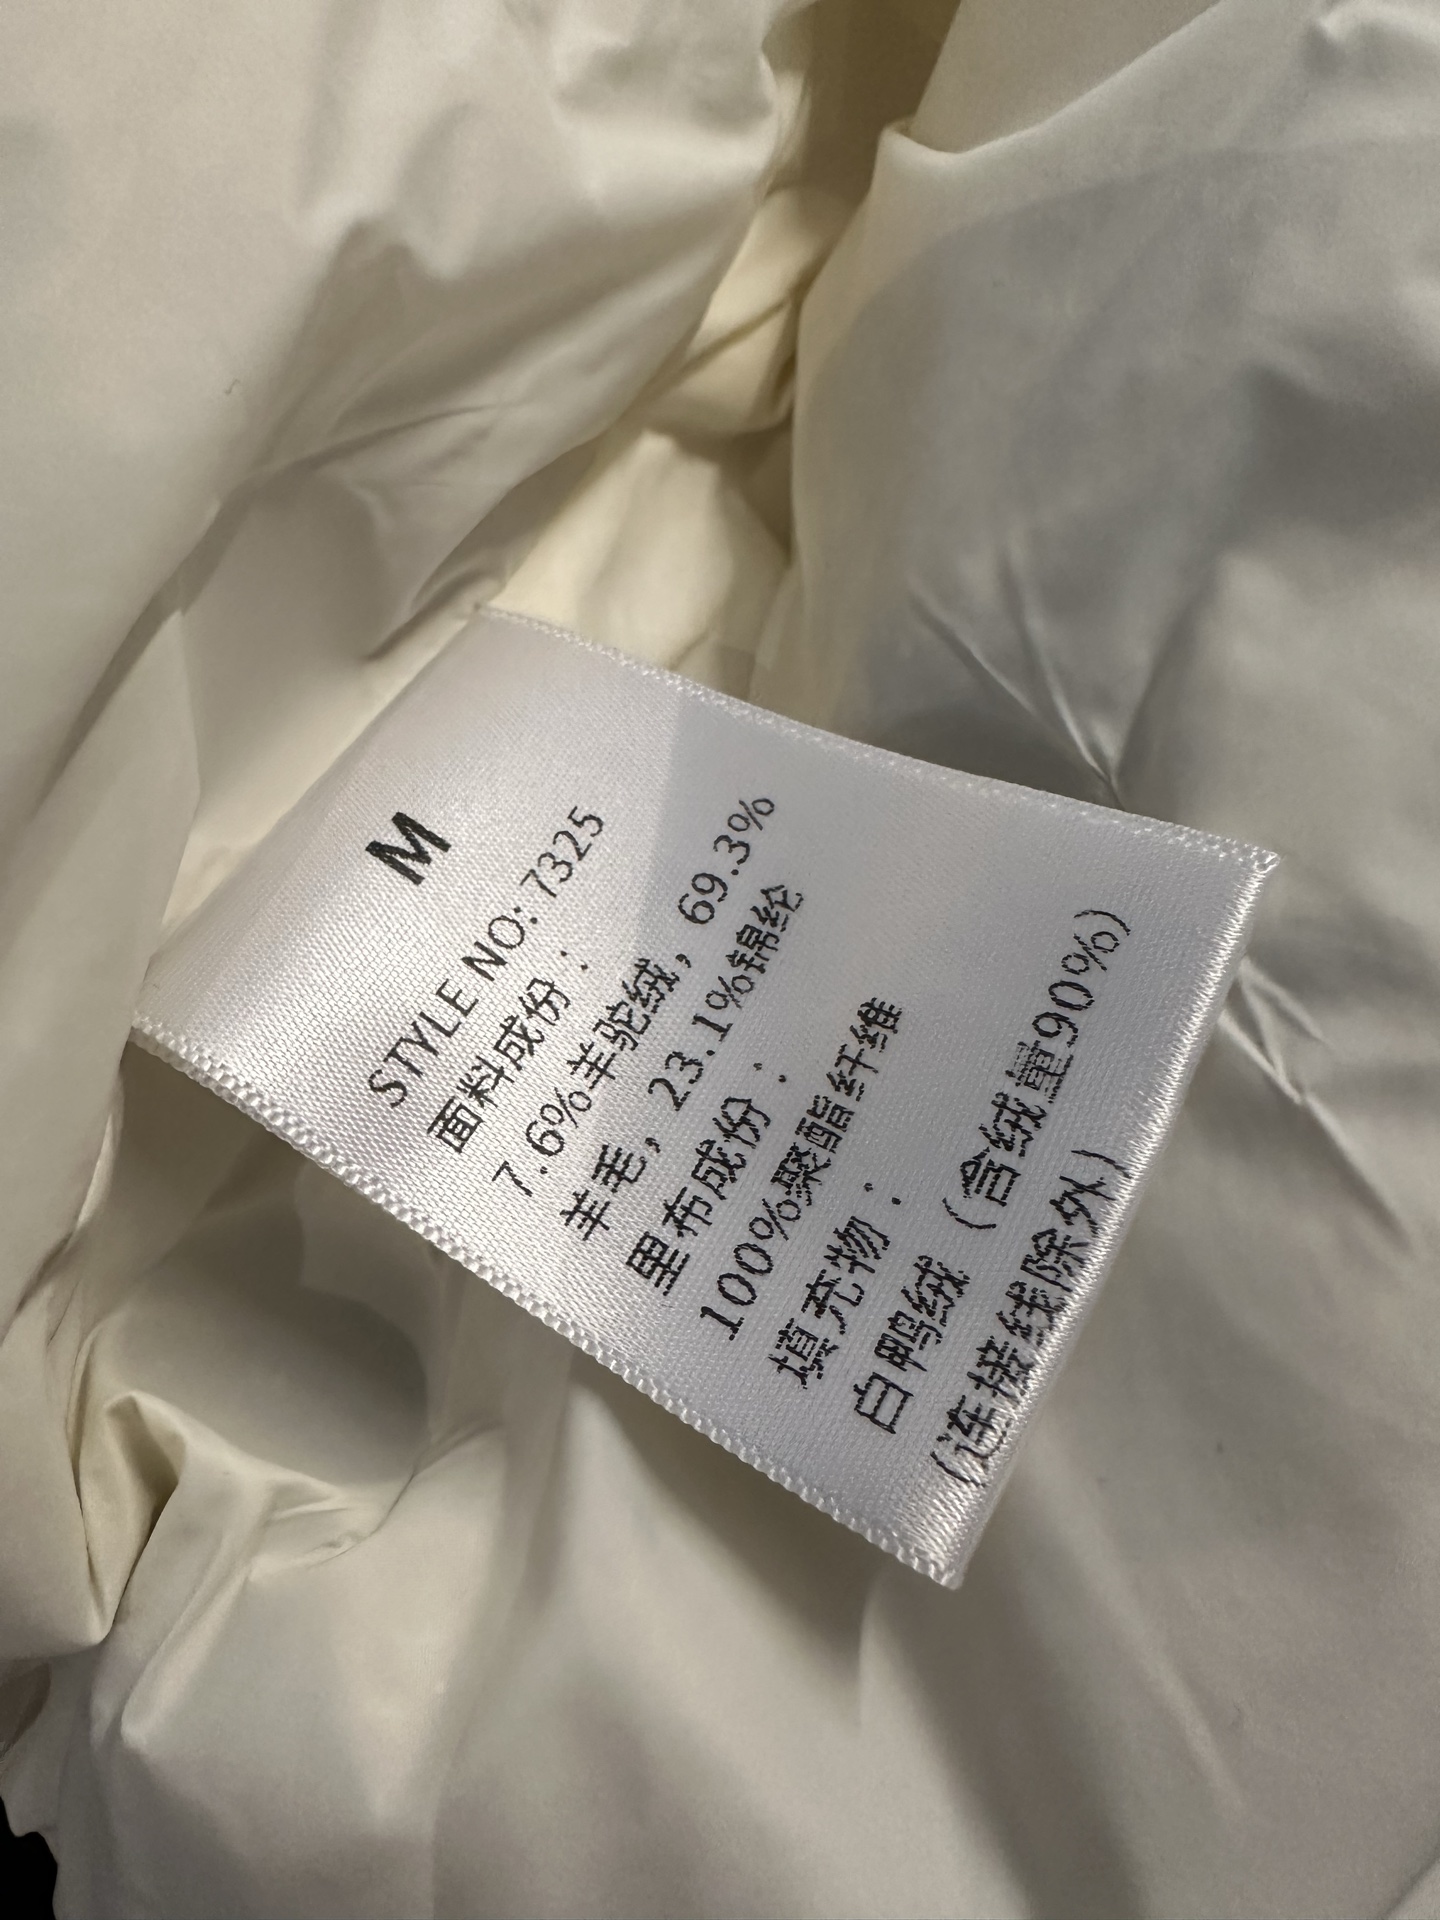 M
STYLE NO: 7325
面料成份：
7.6%羊驼绒，69.3%
羊毛，23.1%锦纶
里布成份：
100%聚酯纤维
填充物：
白鸭绒（含绒量90%）
（连接线除外）